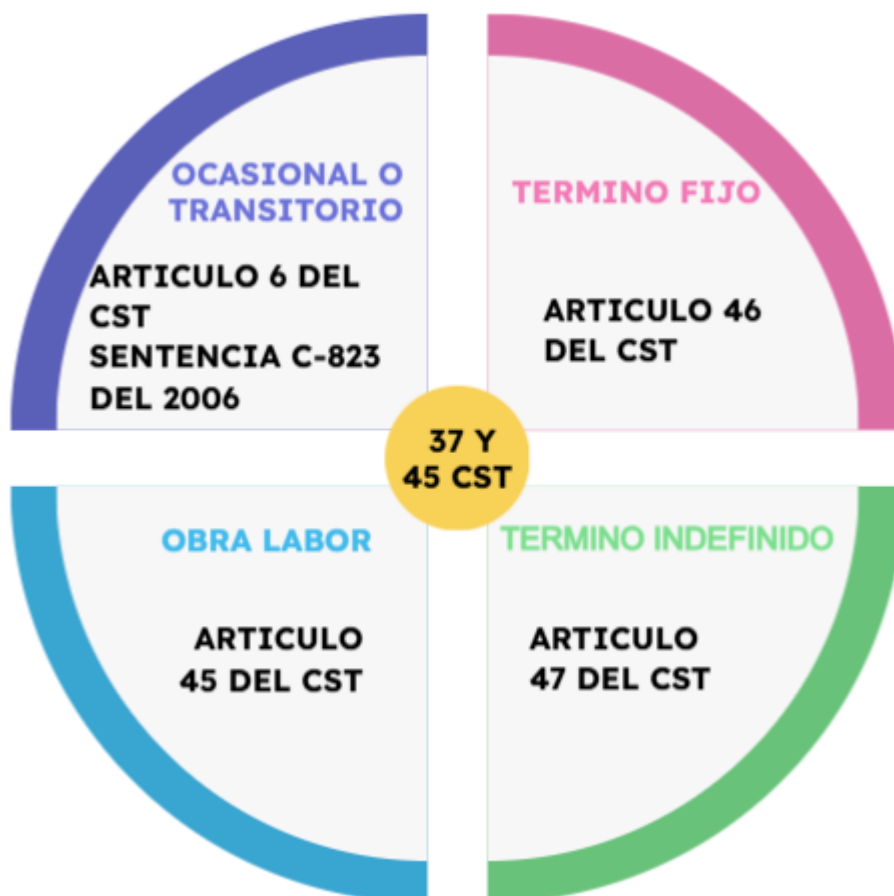 OCASIONAL O
TRANSITORIO
ARTICULO 6 DEL
CST
SENTENCIA C-823
DEL 2006
TERMINO FIJO
ARTICULO 46
DEL CST
37 Y
45 CST
OBRA LABOR
ARTICULO
45 DEL CST
TERMINO INDEFINIDO
ARTICULO
47 DEL CST